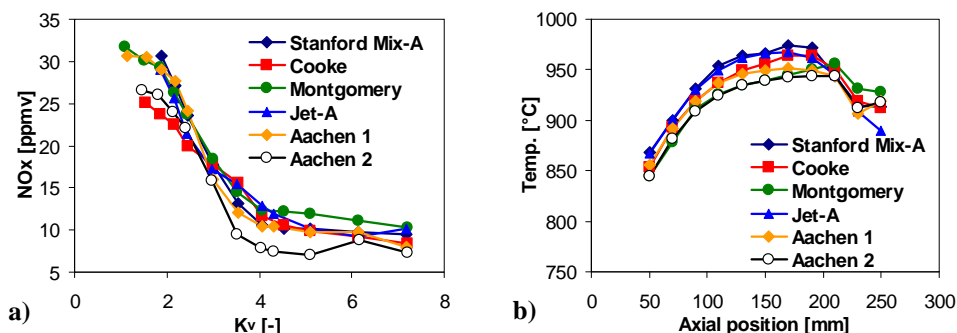 35
30
25
20
15
10
5
NOx [ppmv]
0 2 4 6 8
Kv [-]
Stanford Mix-A
Cooke
Montgomery
Jet-A
Aachen 1
Aachen 2
a)
1000
950
900
850
800
750
Temp. [°C]
0 50 100 150 200 250 300
Axial position [mm]
Stanford Mix-A
Cooke
Montgomery
Jet-A
Aachen 1
Aachen 2
b)